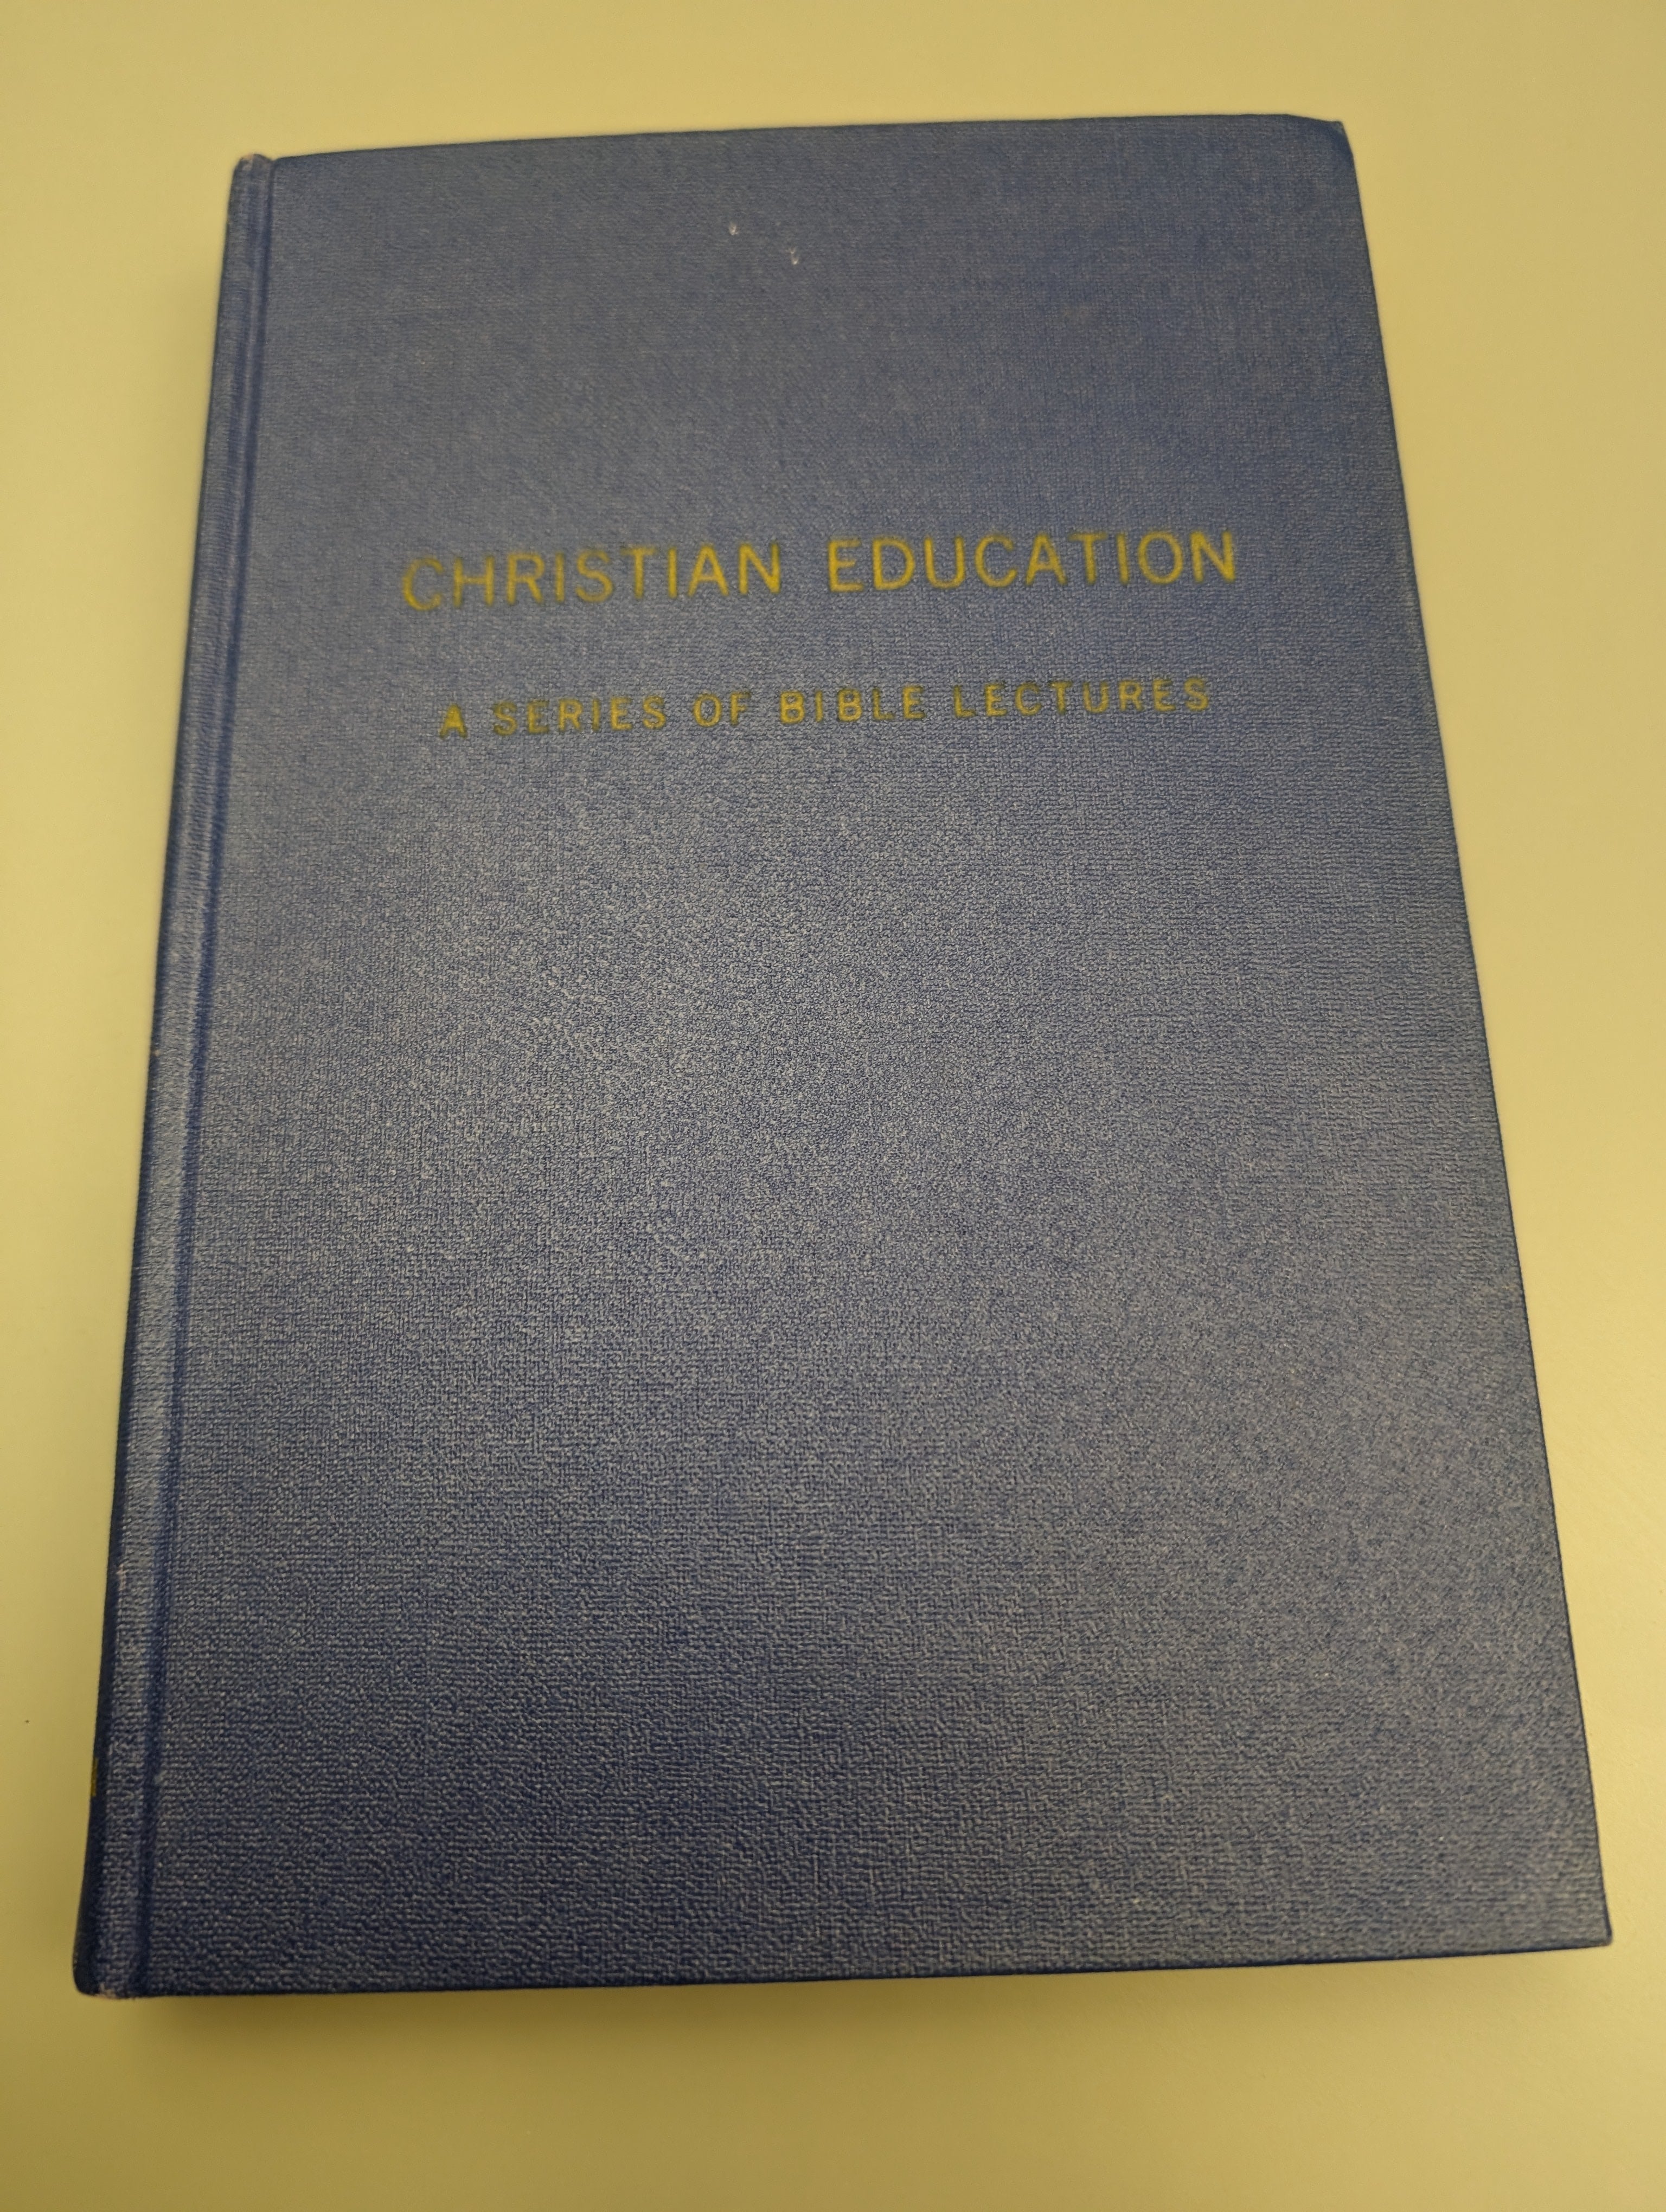 CHRISTIAN EDUCATION
A SERIES OF BIBLE LECTURES